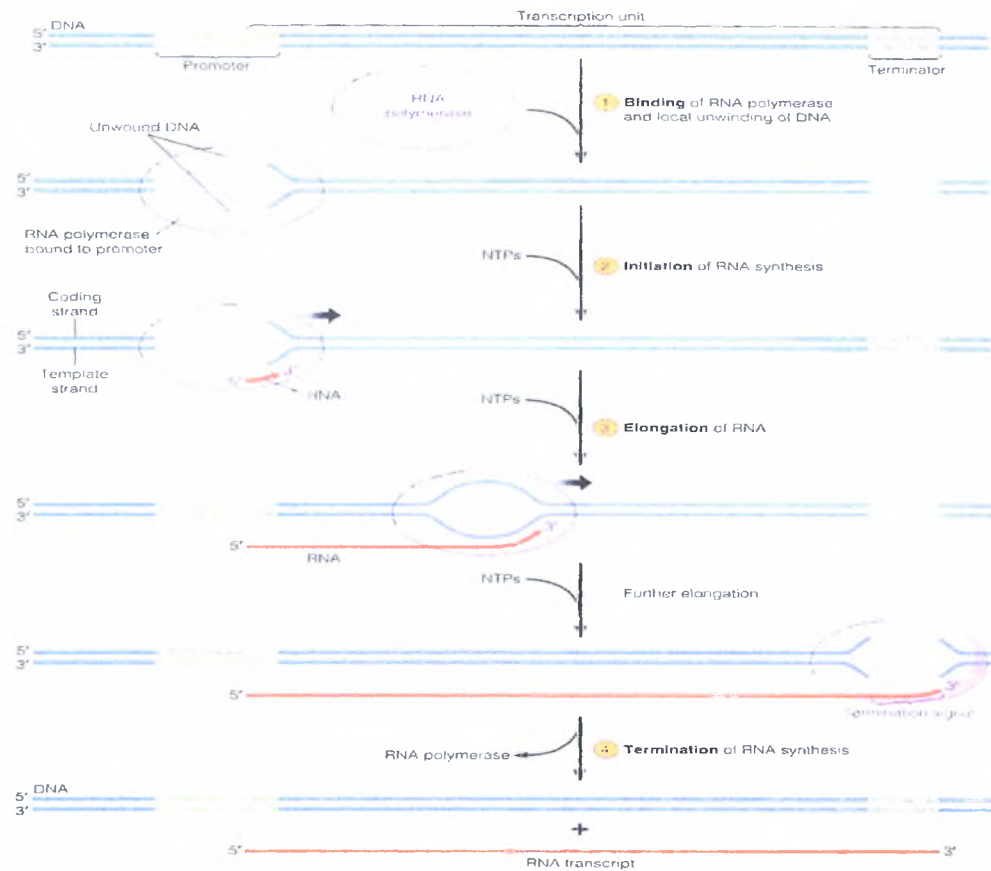 Transcription unit
5′ DNA
3′
Promoter
Terminator
RNA
polymerase
1 Binding of RNA polymerase
and local unwinding of DNA
Unwound DNA
5′
3′
RNA polymerase
bound to promoter
NTPs
2 Initiation of RNA synthesis
Coding
strand
5′
3′
Template
strand
5′ 3′
RNA
NTPs
3 Elongation of RNA
5′
3′
3′
5′
RNA
NTPs
Further elongation
5′
3′
3′
5′
Termination signal
RNA polymerase
4 Termination of RNA synthesis
5′ DNA
3′
+
5′ 3′
RNA transcript